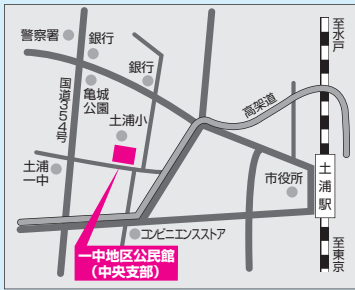 至水戸
警察署
銀行
銀行
国道354号
亀城
公園
高架道
土浦小
土浦
一中
土浦駅
市役所
コンビニエンスストア
一中地区公民館
(中央支部)
至東京